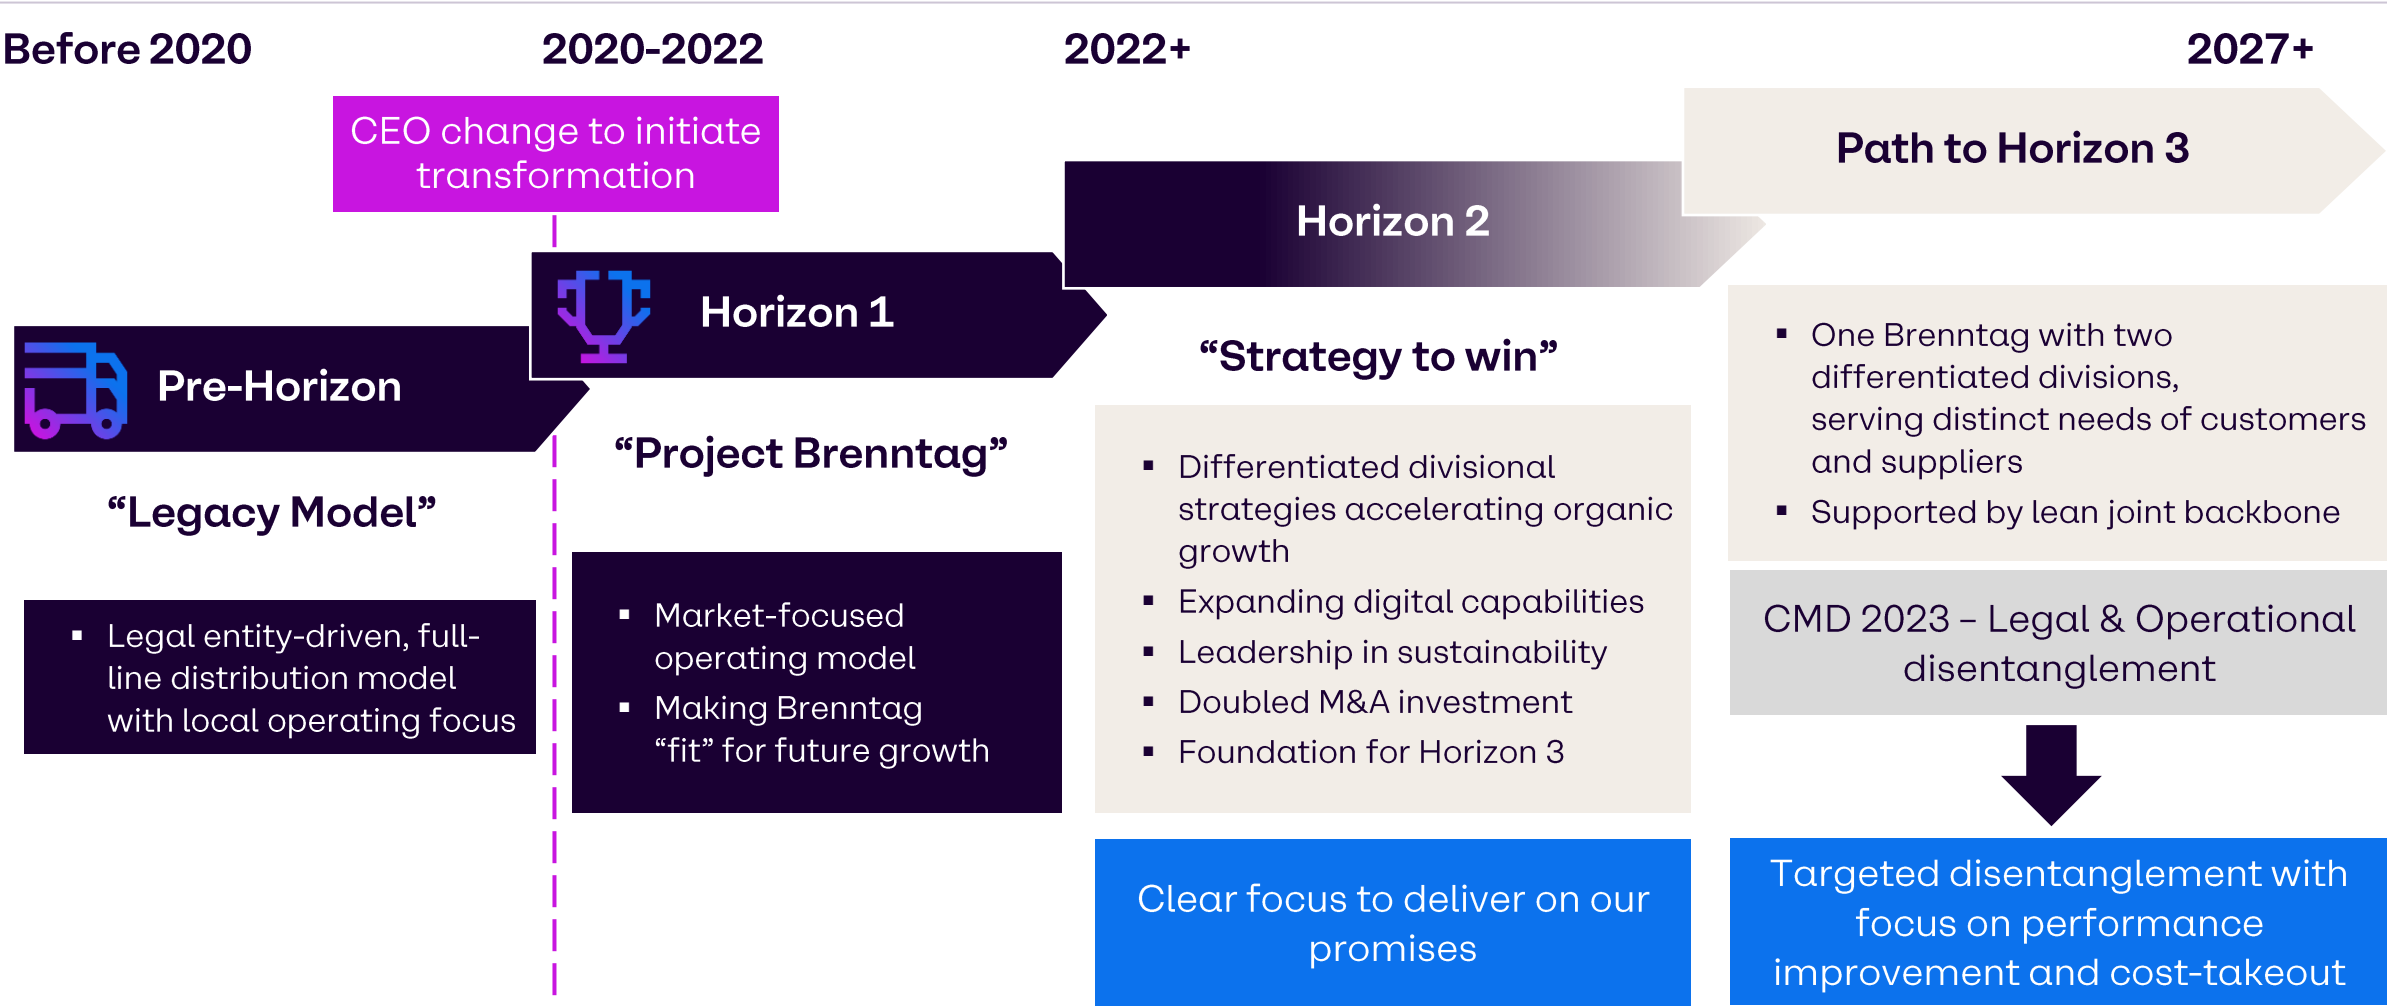 Before 2020
2020-2022
2022+
2027+
CEO change to initiate
transformation
Path to Horizon 3
Horizon 2
Horizon 1
Pre-Horizon
“Legacy Model”
▪ Legal entity-driven, full-
line distribution model
with local operating focus
“Project Brenntag”
▪ Market-focused
operating model
▪ Making Brenntag
“fit” for future growth
“Strategy to win”
▪ Differentiated divisional
strategies accelerating organic
growth
▪ Expanding digital capabilities
▪ Leadership in sustainability
▪ Doubled M&A investment
▪ Foundation for Horizon 3
Clear focus to deliver on our
promises
▪ One Brenntag with two
differentiated divisions,
serving distinct needs of customers
and suppliers
▪ Supported by lean joint backbone
CMD 2023 – Legal & Operational
disentanglement
Targeted disentanglement with
focus on performance
improvement and cost-takeout